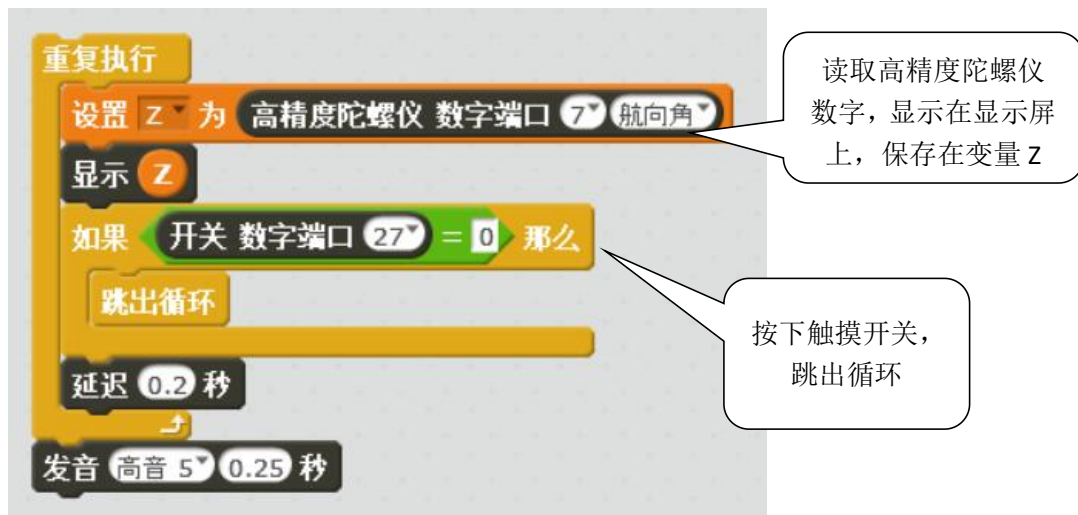 重复执行
设置 Z 为 高精度陀螺仪 数字端口 7 航向角
显示 Z
如果 开关 数字端口 27 = 0 那么
跳出循环
延迟 0.2 秒
发音 高音 5 0.25 秒
读取高精度陀螺仪
数字，显示在显示屏
上，保存在变量 Z
按下触摸开关，
跳出循环